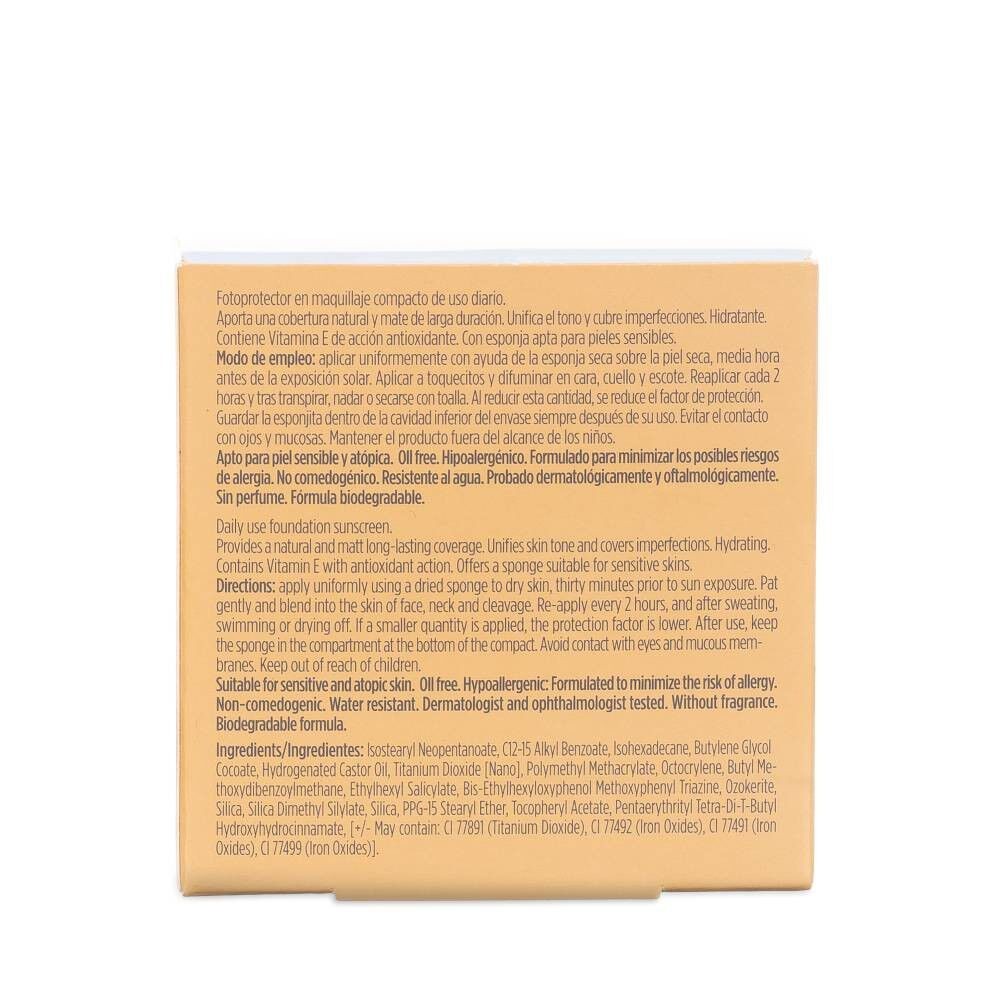 Fotoprotector en maquillaje compacto de uso diario.
Aporta una cobertura natural y mate de larga duración. Unifica el tono y cubre imperfecciones. Hidratante.
Contiene Vitamina E de acción antioxidante. Con esponja apta para pieles sensibles.
Modo de empleo: aplicar uniformemente con ayuda de la esponja seca sobre la piel seca, media hora
antes de la exposición solar. Aplicar a toquecitos y difuminar en cara, cuello y escote. Reaplicar cada 2
horas y tras transpirar, nadar o secarse con toalla. Al reducir esta cantidad, se reduce el factor de protección.
Guardar la esponjita dentro de la cavidad inferior del envase siempre después de su uso. Evitar el contacto
con ojos y mucosas. Mantener el producto fuera del alcance de los niños.
Apto para piel sensible y atópica. Oll free. Hipoalergénico. Formulado para minimizar los posibles riesgos
de alergia. No comedogénico. Resistente al agua. Probado dermatológicamente y oftalmológicamente.
Sin perfume. Fórmula biodegradable.
Daily use foundation sunscreen.
Provides a natural and matt long-lasting coverage. Unifies skin tone and covers imperfections. Hydrating.
Contains Vitamin E with antioxidant action. Offers a sponge suitable for sensitive skins.
Directions: apply uniformly using a dried sponge to dry skin, thirty minutes prior to sun exposure. Pat
gently and blend into the skin of face, neck and cleavage. Re-apply every 2 hours, and after sweating,
swimming or drying off. If a smaller quantity is applied, the protection factor is lower. After use, keep
the sponge in the compartment at the bottom of the compact. Avoid contact with eyes and mucous mem-
branes. Keep out of reach of children.
Suitable for sensitive and atopic skin. Oll free. Hypoallergenic: Formulated to minimize the risk of allergy.
Non-comedogenic. Water resistant. Dermatologist and ophthalmologist tested. Without fragrance.
Biodegradable formula.
Ingredients/Ingredientes: Isostearyl Neopentanoate, C12-15 Alkyl Benzoate, Isohexadecane, Butylene Glycol
Cocoate, Hydrogenated Castor Oil, Titanium Dioxide [Nano], Polymethyl Methacrylate, Octocrylene, Butyl Me-
thoxydibenzoylmethane, Ethylhexyl Salicylate, Bis-Ethylhexyloxyphenol Methoxyphenyl Triazine, Ozokerite,
Silica, Silica Dimethyl Silylate, Silica, PPG-15 Stearyl Ether, Tocopheryl Acetate, Pentaerythrityl Tetra-Di-T-Butyl
Hydroxyhydrocinnamate, [+/- May contain: CI 77891 (Titanium Dioxide), CI 77492 (Iron Oxides), CI 77491 (Iron
Oxides), CI 77499 (Iron Oxides)].